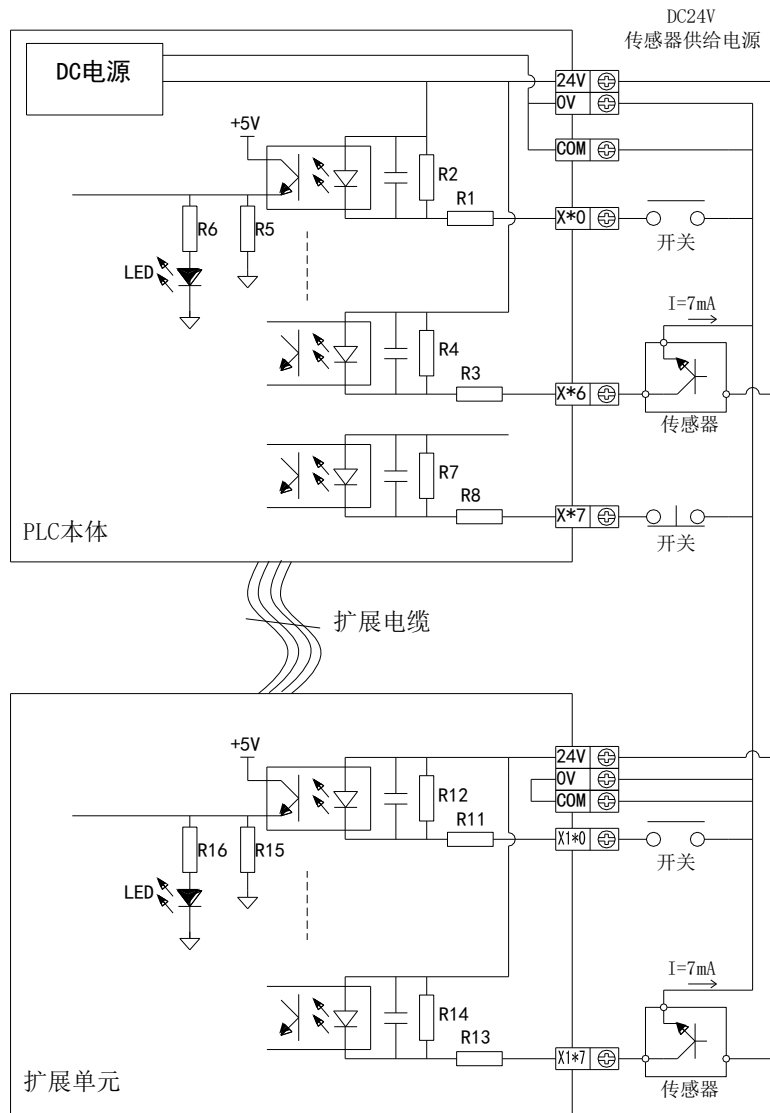 DC24V
传感器供给电源
DC电源
24V
0V
+5V
COM
R2
R1
X*0
R6
R5
开关
LED
I=7mA
R4
R3
X*6
传感器
R7
R8
X*7
PLC本体
开关
扩展电缆
+5V
24V
0V
R12
COM
R11
X1*0
R16
R15
开关
LED
I=7mA
R14
R13
X1*7
扩展单元
传感器